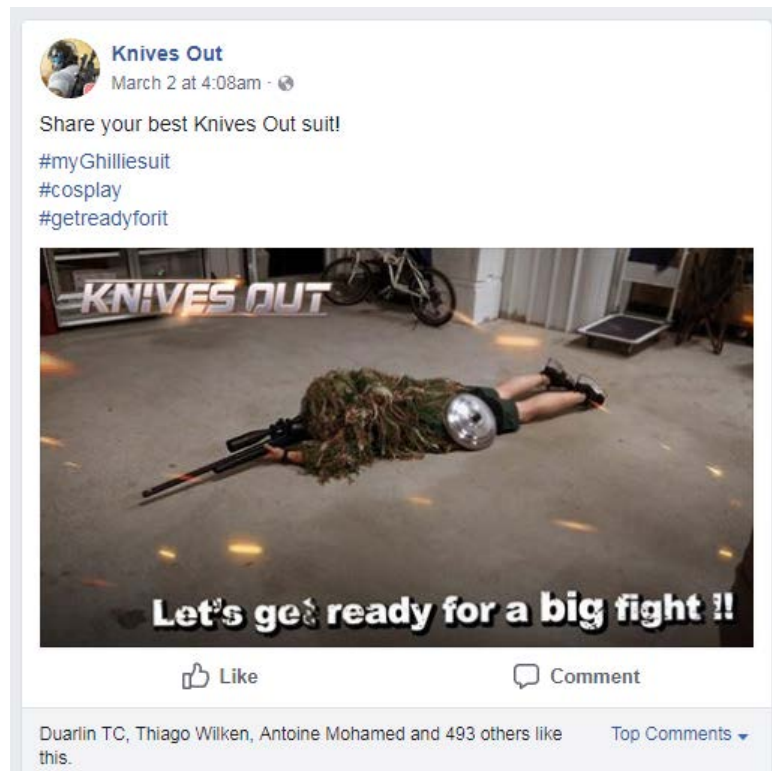 Knives Out
March 2 at 4:08am ·
Share your best Knives Out suit!
#myGhilliesuit
#cosplay
#getreadyforit
KNIVES OUT
Let's get ready for a big fight !!
Like
Comment
Duarlin TC, Thiago Wilken, Antoine Mohamed and 493 others like
this.
Top Comments